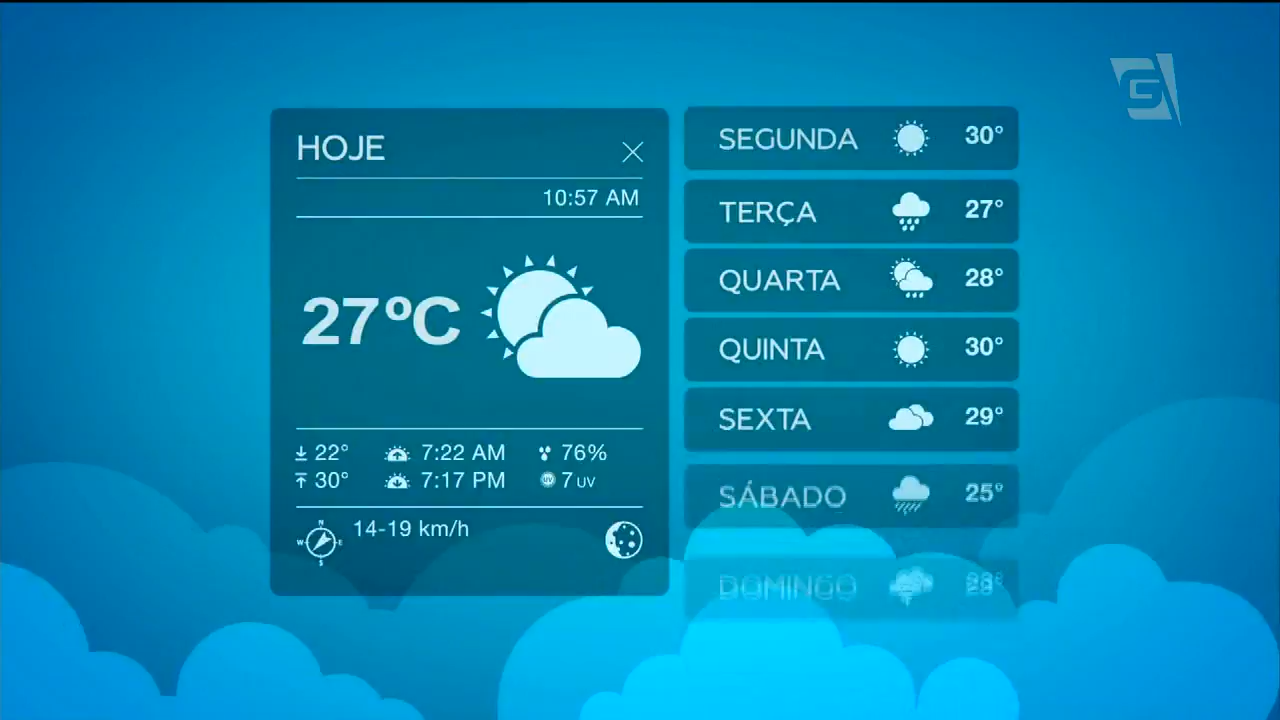 HOJE
10:57 AM
27ºC
22° 7:22 AM 76%
30° 7:17 PM 7 UV
N
W E
S
14-19 km/h
SEGUNDA 30°
TERÇA 27°
QUARTA 28°
QUINTA 30°
SEXTA 29°
SÁBADO 25°
DOMINGO